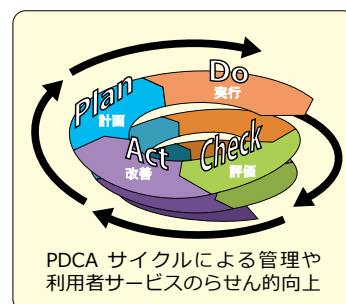 Plan
計画
Do
実行
Act
改善
Check
評価
PDCA サイクルによる管理や
利用者サービスのらせん的向上